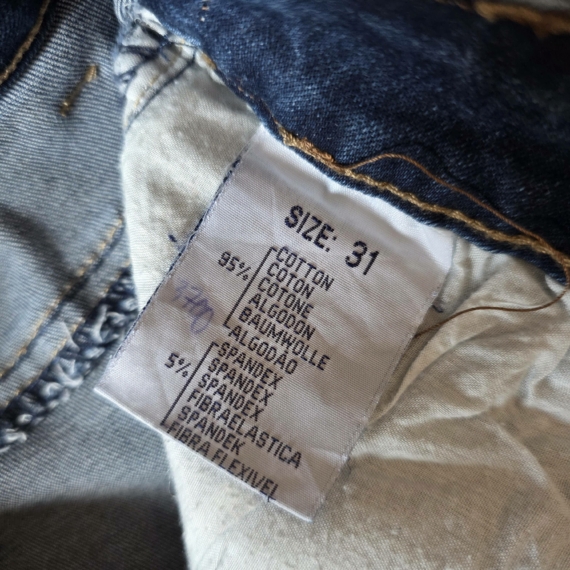 SIZE: 31
95%
COTTON
COTON
COTONE
ALGODON
BAUMWOLLE
ALGODÃO
5%
SPANDEX
SPANDEX
SPANDEX
FIBRAELASTICA
SPANDEK
FIBRA FLEXIVEL